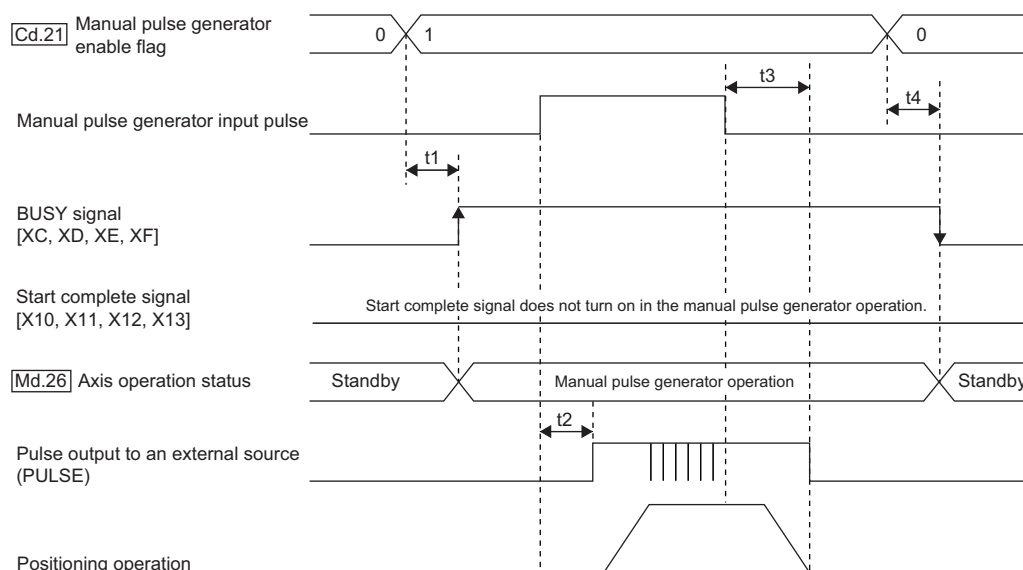 Cd.21 Manual pulse generator
enable flag
0
1
0
t3
t4
Manual pulse generator input pulse
t1
BUSY signal
[XC, XD, XE, XF]
Start complete signal
[X10, X11, X12, X13]
Start complete signal does not turn on in the manual pulse generator operation.
Md.26 Axis operation status
Standby
Manual pulse generator operation
Standby
t2
Pulse output to an external source
(PULSE)
Positioning operation